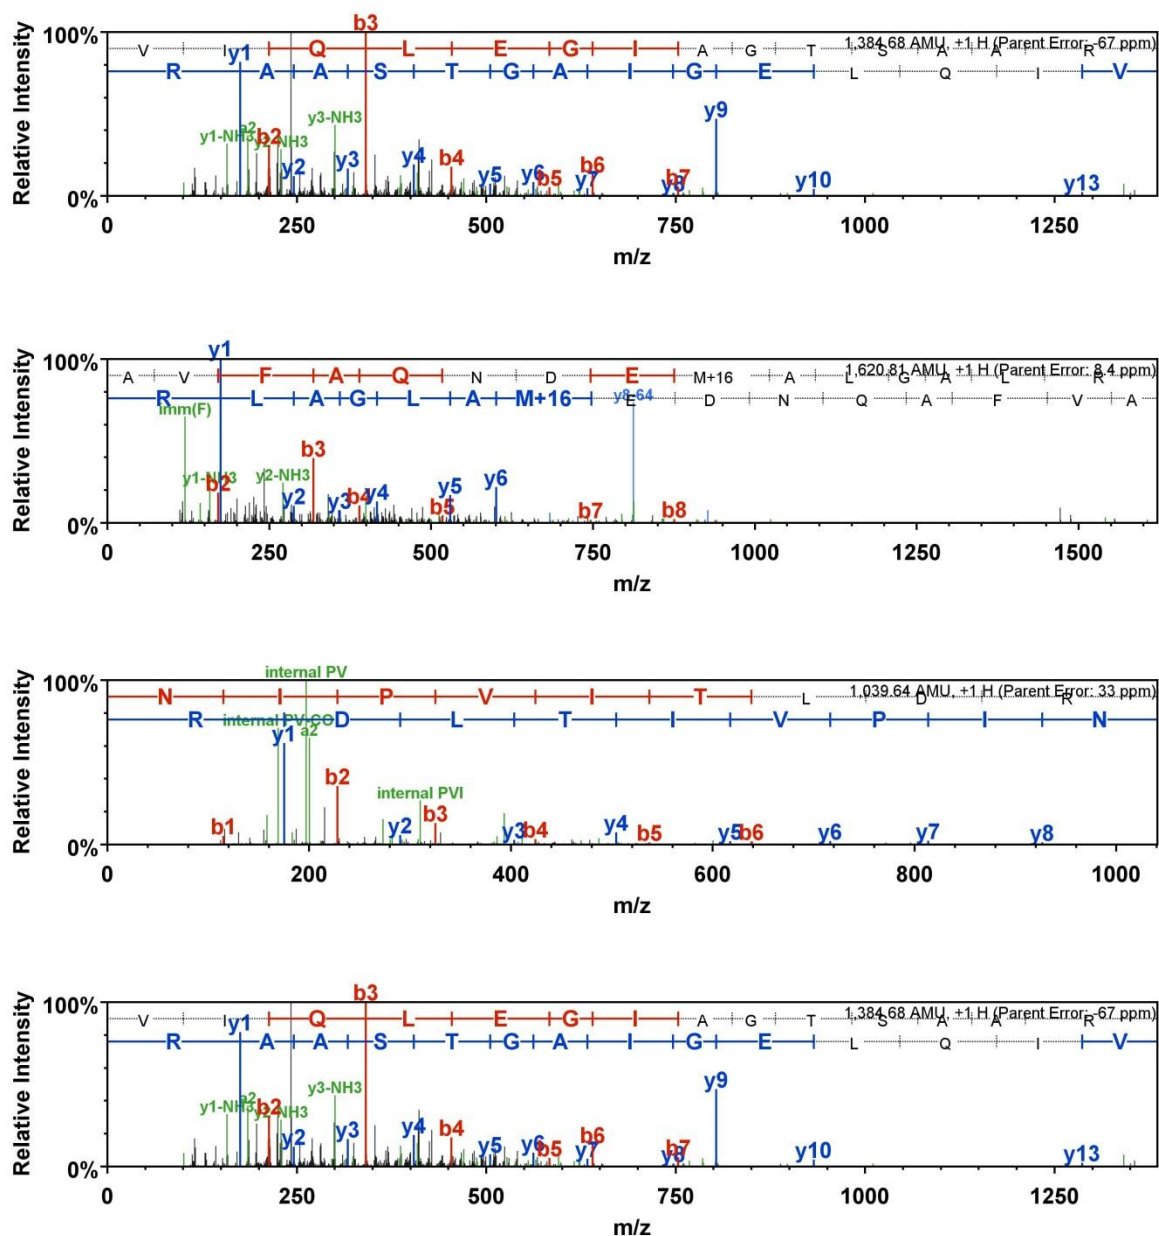 b3
100%
V I Q L E G I A G T S A A R
1,384.68 AMU, +1 H (Parent Error: -67 ppm)
y1
R A A S T G A I G E L Q I V
y9
y3-NH3
a2
y1-NH3 b2 y2-NH3
y2 y3 y4 b4 y5 y6 b5 y7 b6 y8 b7 y10 y13
0%
Relative Intensity
0 250 500 750 1000 1250
m/z
y1
100%
A V F A Q N D E M+16 A L G A L R
1,620.81 AMU, +1 H (Parent Error: 8.4 ppm)
R L A G L A M+16 E D N Q A F V A
y8-64
imm(F)
b3
y1-NH3 y2-NH3
b2 y2 y3 b4 y4 b5 y5 y6 b7 b8
0%
Relative Intensity
0 250 500 750 1000 1250 1500
m/z
internal PV
100%
N I P V I T L D R
1,039.64 AMU, +1 H (Parent Error: 33 ppm)
R D L T I V P I N
internal PV-CO
y1 a2
b2
internal PVI
b1 y2 b3 y3 b4 y4 b5 y5 b6 y6 y7 y8
0%
Relative Intensity
0 200 400 600 800 1000
m/z
b3
100%
V I Q L E G I A G T S A A R
1,384.68 AMU, +1 H (Parent Error: -67 ppm)
y1
R A A S T G A I G E L Q I V
y9
y3-NH3
a2
y1-NH3 b2 y2-NH3
y2 y3 y4 b4 y5 y6 b5 y7 b6 y8 b7 y10 y13
0%
Relative Intensity
0 250 500 750 1000 1250
m/z